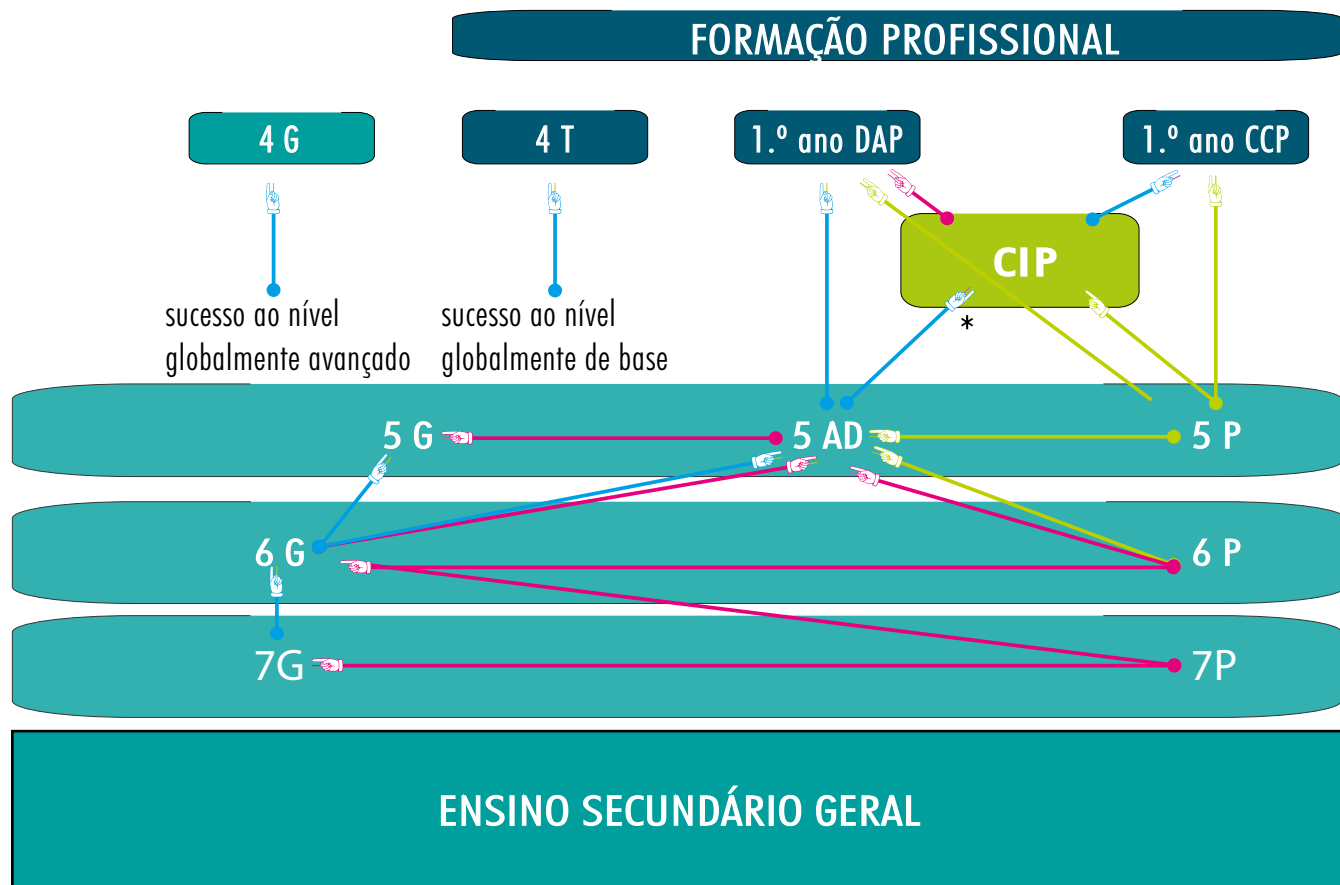 FORMAÇÃO PROFISSIONAL
4 G
4 T
1.º ano DAP
1.º ano CCP
CIP
*
sucesso ao nível
globalmente avançado
sucesso ao nível
globalmente de base
5 G
5 AD
5 P
6 G
6 P
7G
7P
ENSINO SECUNDÁRIO GERAL